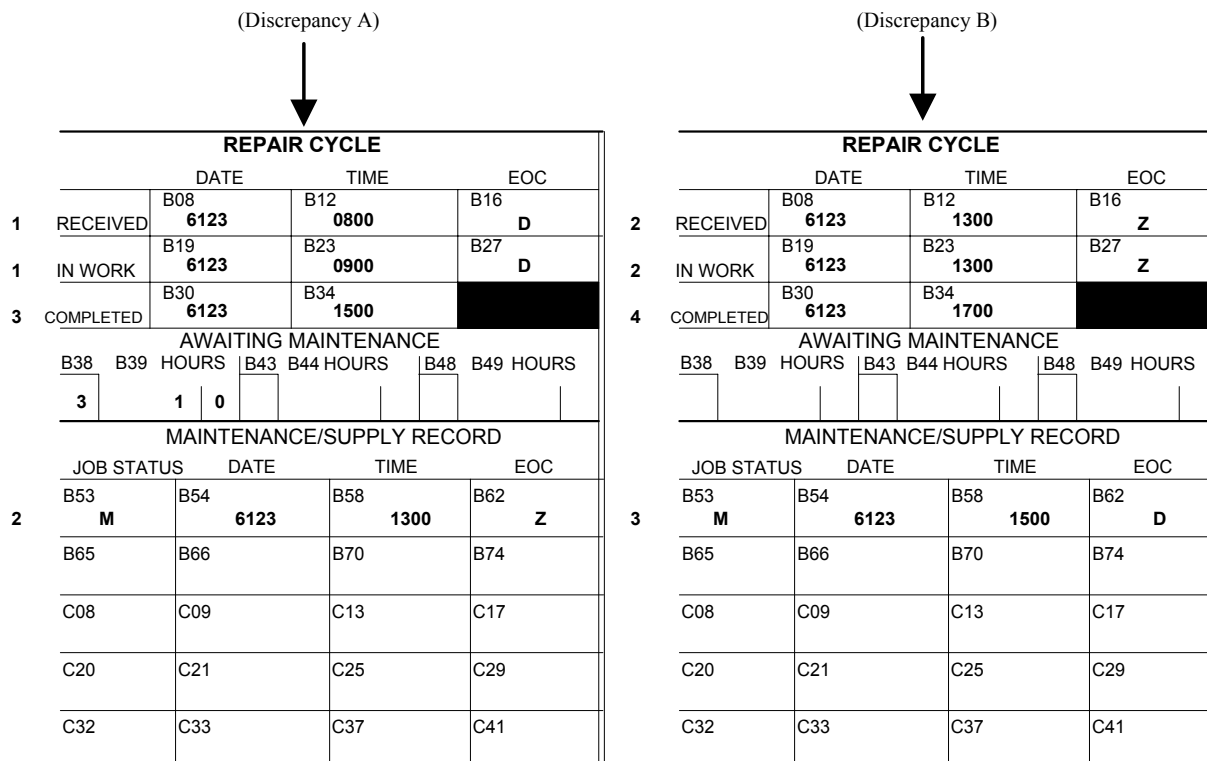 (Discrepancy A)
REPAIR CYCLE
DATE TIME EOC
B08 B12 B16
1 RECEIVED 6123 0800 D
B19 B23 B27
1 IN WORK 6123 0900 D
B30 B34
3 COMPLETED 6123 1500
AWAITING MAINTENANCE
B38 B39 HOURS B43 B44 HOURS B48 B49 HOURS
3 1 0
MAINTENANCE/SUPPLY RECORD
JOB STATUS DATE TIME EOC
B53 B54 B58 B62
2 M 6123 1300 Z
B65 B66 B70 B74
C08 C09 C13 C17
C20 C21 C25 C29
C32 C33 C37 C41
(Discrepancy B)
REPAIR CYCLE
DATE TIME EOC
B08 B12 B16
2 RECEIVED 6123 1300 Z
B19 B23 B27
2 IN WORK 6123 1300 Z
B30 B34
4 COMPLETED 6123 1700
AWAITING MAINTENANCE
B38 B39 HOURS B43 B44 HOURS B48 B49 HOURS
MAINTENANCE/SUPPLY RECORD
JOB STATUS DATE TIME EOC
B53 B54 B58 B62
3 M 6123 1500 D
B65 B66 B70 B74
C08 C09 C13 C17
C20 C21 C25 C29
C32 C33 C37 C41